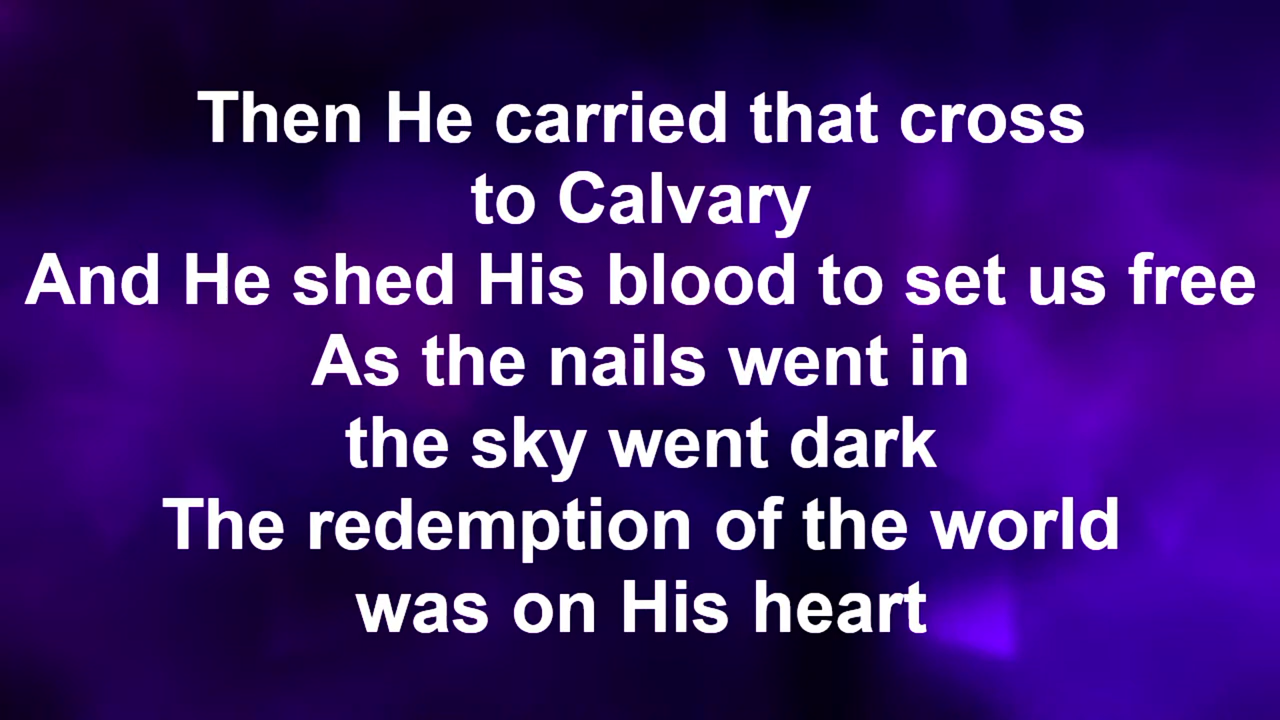 Then He carried that cross
to Calvary
And He shed His blood to set us free
As the nails went in
the sky went dark
The redemption of the world
was on His heart